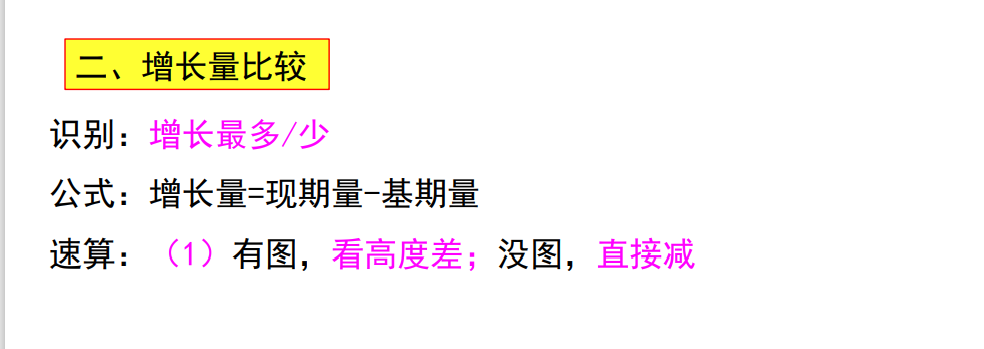 二、增长量比较
识别：增长最多/少
公式：增长量=现期量-基期量
速算：（1）有图，看高度差；没图，直接减